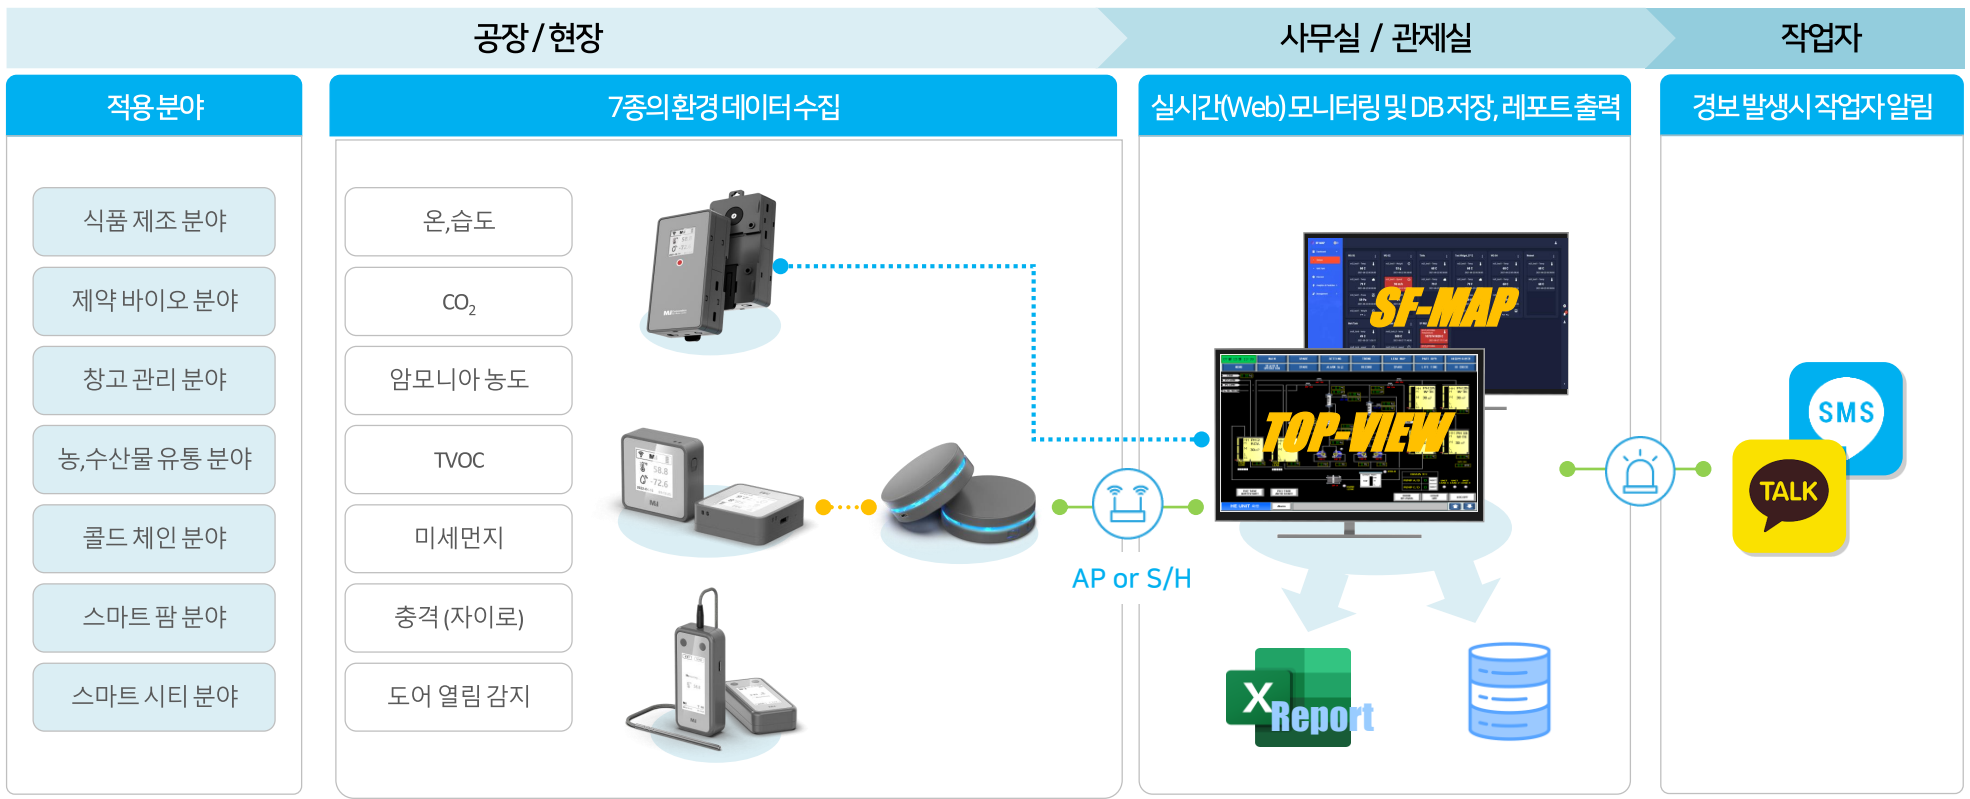 공장 / 현장
사무실 / 관제실
작업자
적용 분야
7종의 환경 데이터 수집
실시간(Web) 모니터링 및 DB 저장, 레포트 출력
경보 발생시 작업자 알림
식품 제조 분야
제약 바이오 분야
창고 관리 분야
농,수산물 유통 분야
콜드 체인 분야
스마트 팜 분야
스마트 시티 분야
온,습도
CO₂
암모니아 농도
TVOC
미세먼지
충격 (자이로)
도어 열림 감지
58.8
-72.6
AP or S/H
SF-MAP
TOP-VIEW
X
Report
SMS
TALK